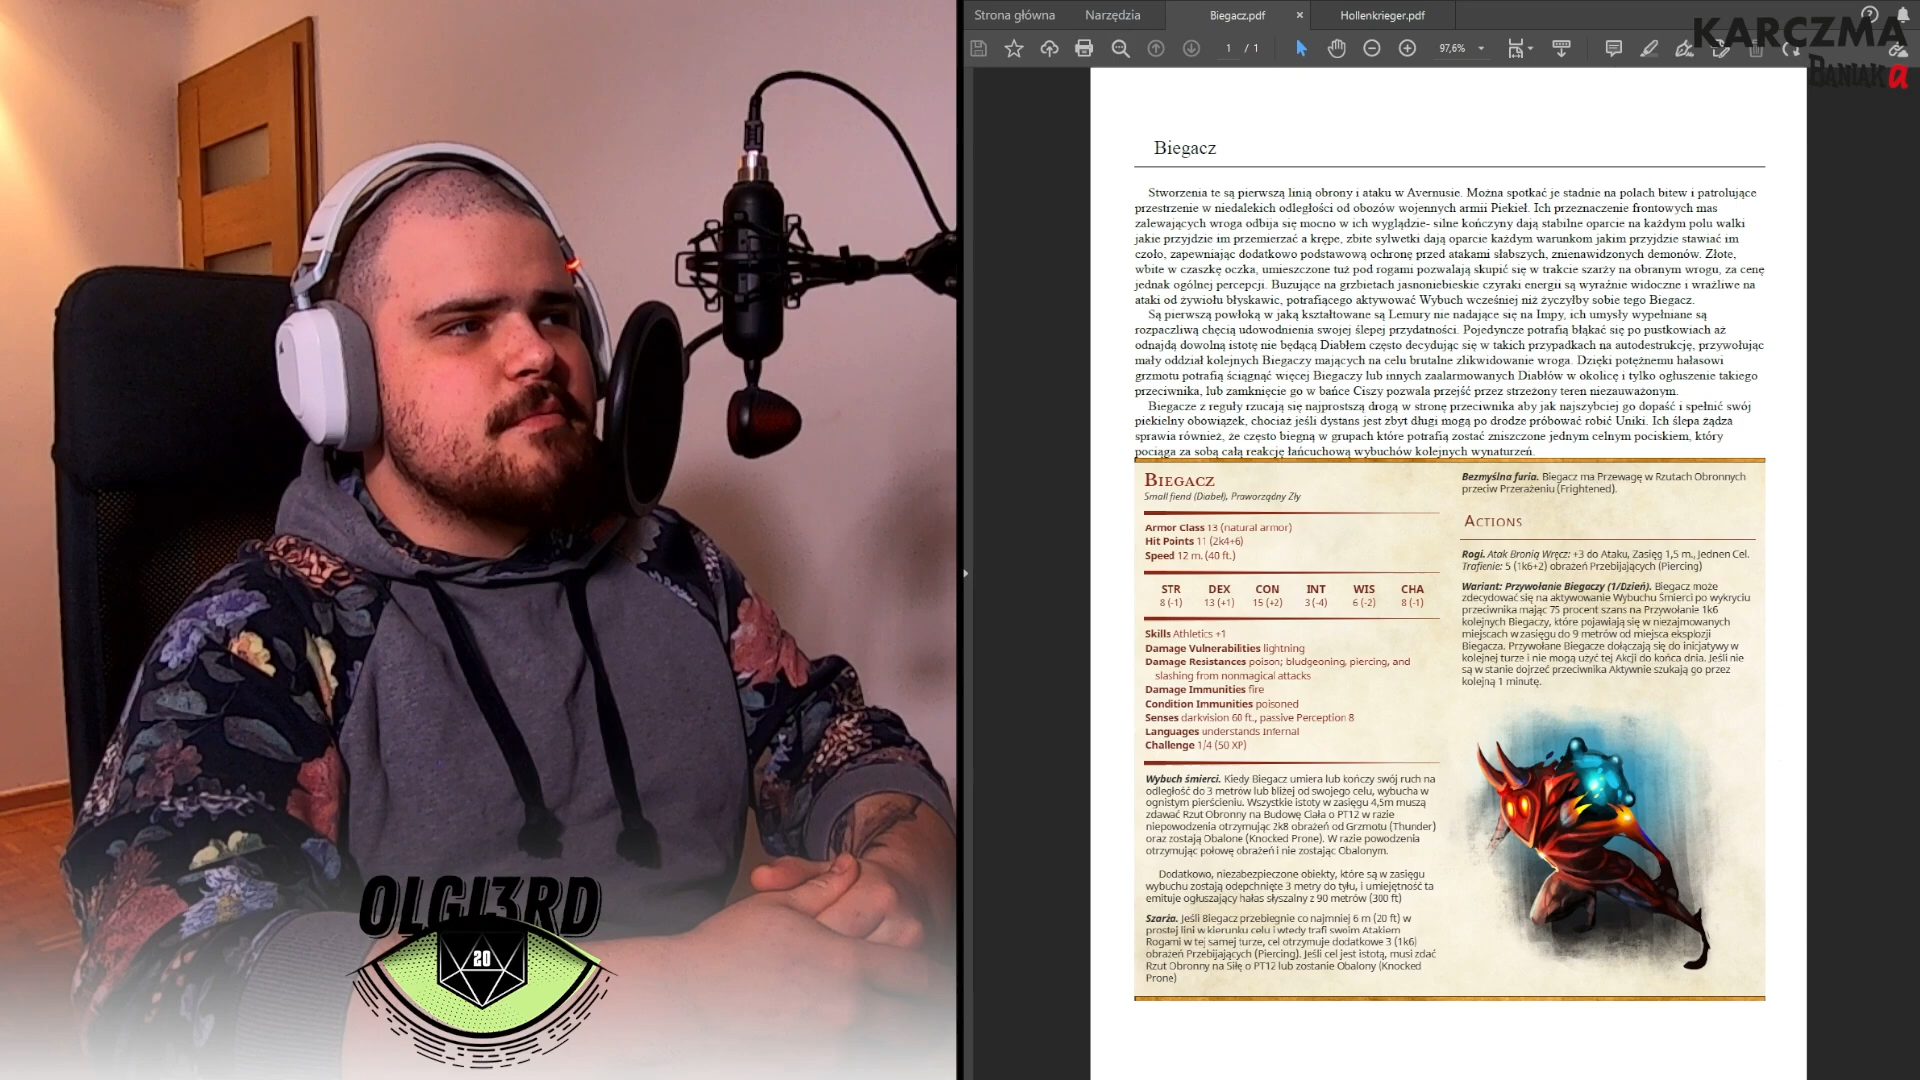 Strona główna
Narzędzia
Biegacz.pdf
×
Hollenkrieger.pdf
1 / 1
97,6%
KARCZMA
BANIAKa
Biegacz
Stworzenia te są pierwszą linią obrony i ataku w Avernusie. Można spotkać je stadnie na polach bitew i patrolujące
przestrzenie w niedalekich odległości od obozów wojennych armii Piekieł. Ich przeznaczenie frontowych mas
zalewających wroga odbija się mocno w ich wyglądzie- silne kończyny dają stabilne oparcie na każdym polu walki
jakie przyjdzie im przemierzać a krępe, zbite sylwetki dają oparcie każdym warunkom jakim przyjdzie stawiać im
czoło, zapewniając dodatkowo podstawową ochronę przed atakami słabszych, znienawidzonych demonów. Złote,
wbite w czaszkę oczka, umieszczone tuż pod rogami pozwalają skupić się w trakcie szarży na obranym wrogu, za cenę
jednak ogólnej percepcji. Buzujące na grzbietach jasnoniebieskie czyraki energii są wyraźnie widoczne i wrażliwe na
ataki od żywiołu błyskawic, potrafiącego aktywować Wybuch wcześniej niż życzyłby sobie tego Biegacz.
Są pierwszą powłoką w jaką kształtowane są Lemury nie nadające się na Impy, ich umysły wypełniane są
rozpaczliwą chęcią udowodnienia swojej ślepej przydatności. Pojedyncze potrafią błąkać się po pustkowiach aż
odnajdą dowolną istotę nie będącą Diabłem często decydując się w takich przypadkach na autodestrukcję, przywołując
mały oddział kolejnych Biegaczy mających na celu brutalne zlikwidowanie wroga. Dzięki potężnemu hałasowi
grzmotu potrafią ściągnąć więcej Biegaczy lub innych zaalarmowanych Diabłów w okolicę i tylko ogłuszenie takiego
przeciwnika, lub zamknięcie go w bańce Ciszy pozwala przejść przez strzeżony teren niezauważonym.
Biegacze z reguły rzucają się najprostszą drogą w stronę przeciwnika aby jak najszybciej go dopaść i spełnić swój
piekielny obowiązek, chociaż jeśli dystans jest zbyt długi mogą po drodze próbować robić Uniki. Ich ślepa żądza
sprawia również, że często biegną w grupach które potrafią zostać zniszczone jednym celnym pociskiem, który
pociąga za sobą całą reakcję łańcuchową wybuchów kolejnych wynaturzeń.
BIEGACZ
Small fiend (Diabeł), Praworządny Zły
Armor Class 13 (natural armor)
Hit Points 11 (2k4+6)
Speed 12 m. (40 ft.)
STR DEX CON INT WIS CHA
8 (-1) 13 (+1) 15 (+2) 3 (-4) 6 (-2) 8 (-1)
Skills Athletics +1
Damage Vulnerabilities lightning
Damage Resistances poison; bludgeoning, piercing, and
slashing from nonmagical attacks
Damage Immunities fire
Condition Immunities poisoned
Senses darkvision 60 ft., passive Perception 8
Languages understands Infernal
Challenge 1/4 (50 XP)
Wybuch śmierci. Kiedy Biegacz umiera lub kończy swój ruch na
odległość do 3 metrów lub bliżej od swojego celu, wybucha w
ognistym pierścieniu. Wszystkie istoty w zasięgu 4,5m muszą
zdawać Rzut Obronny na Budowę Ciała o PT12 w razie
niepowodzenia otrzymując 2k8 obrażeń od Grzmotu (Thunder)
oraz zostają Obalone (Knocked Prone). W razie powodzenia
otrzymując połowę obrażeń i nie zostając Obalonym.
Dodatkowo, niezabezpieczone obiekty, które są w zasięgu
wybuchu zostają odepchnięte 3 metry do tyłu, i umiejętność ta
emituje ogłuszający hałas słyszalny z 90 metrów (300 ft)
Szarża. Jeśli Biegacz przebiegnie co najmniej 6 m (20 ft) w
prostej lini w kierunku celu i wtedy trafi swoim Atakiem
Rogami w tej samej turze, cel otrzymuje dodatkowe 3 (1k6)
obrażeń Przebijających (Piercing). Jeśli cel jest istotą, musi zdać
Rzut Obronny na Siłę o PT12 lub zostanie Obalony (Knocked
Prone)
Bezmyślna furia. Biegacz ma Przewagę w Rzutach Obronnych
przeciw Przerażeniu (Frightened).
ACTIONS
Rogi. Atak Bronią Wręcz: +3 do Ataku, Zasięg 1,5 m., Jednen Cel.
Trafienie: 5 (1k6+2) obrażeń Przebijających (Piercing)
Wariant: Przywołanie Biegaczy (1/Dzień). Biegacz może
zdecydować się na aktywowanie Wybuchu Śmierci po wykryciu
przeciwnika mając 75 procent szans na Przywołanie 1k6
kolejnych Biegaczy, które pojawiają się w niezajmowanych
miejscach w zasięgu do 9 metrów od miejsca eksplozji
Biegacza. Przywołane Biegacze dołączają się do inicjatywy w
kolejnej turze i nie mogą użyć tej Akcji do końca dnia. Jeśli nie
są w stanie dojrzeć przeciwnika Aktywnie szukają go przez
kolejną 1 minutę.
OLGI3RD
20